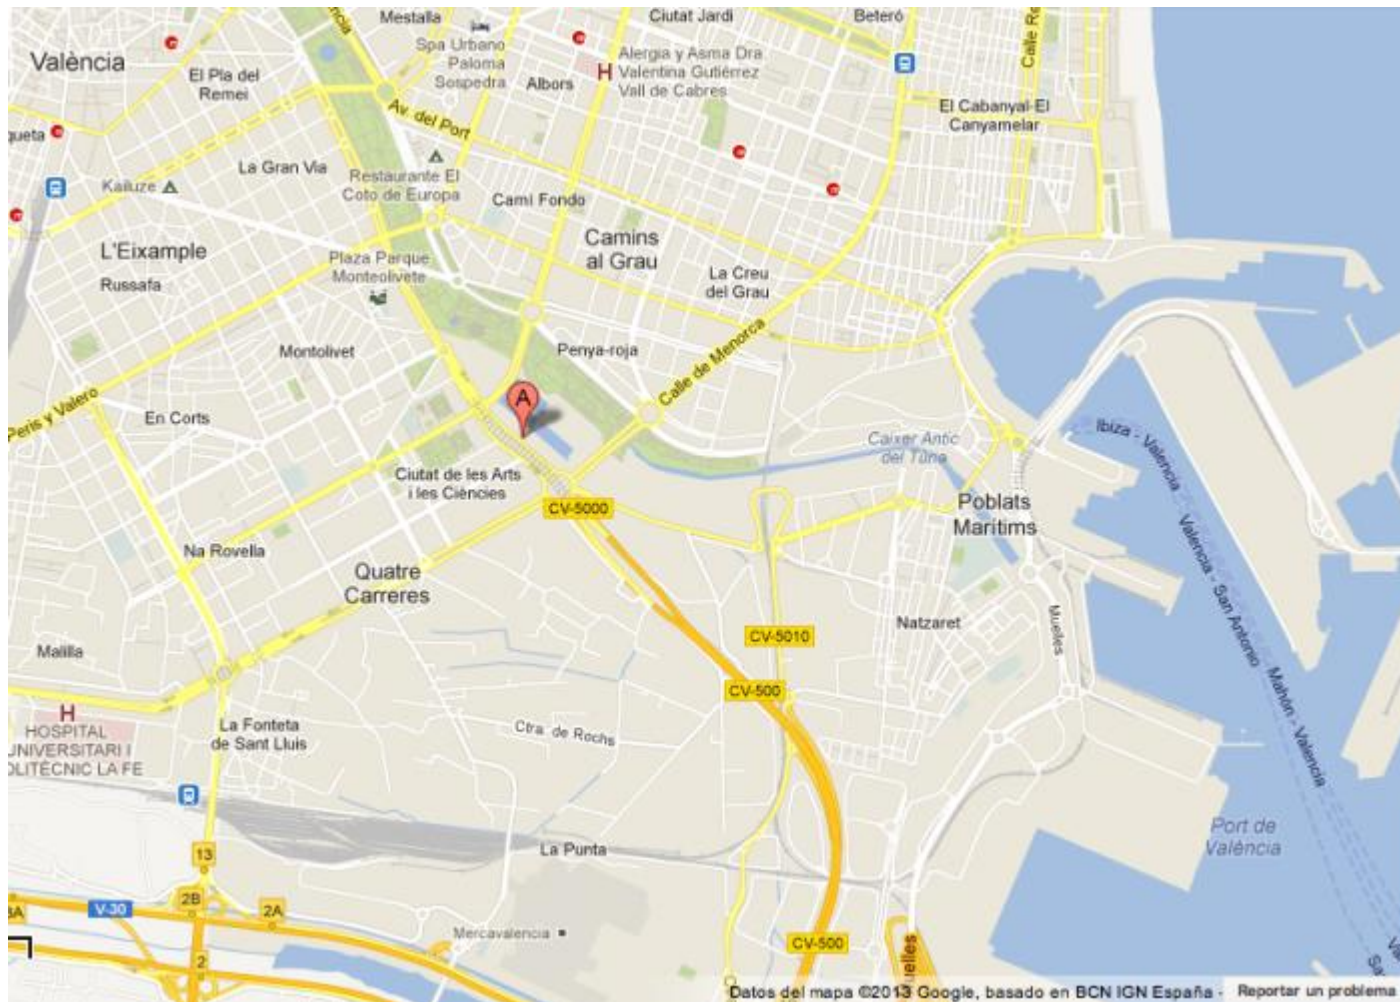 Mestalla
Ciutat Jardí
Beteró
València
Spa Urbano
Paloma
Sospedra
Alergia y Asma Dra
Valentina Gutiérrez
Vall de Cabres
H
El Pla del
Remei
Albors
Av. del Port
El Cabanyal-El
Canyamelar
La Gran Via
Kailuze
Restaurante El
Coto de Europa
Camí Fondo
L'Eixample
Russafa
Plaza Parque
Monteolivete
Camins
al Grau
La Creu
del Grau
Montolivet
Penya-roja
Calle de Menorca
Peris y Valero
En Corts
A
Caixer Antic
del Túria
Ibiza - Valencia
Valencia - San Antonio
Mahón - Valencia
Ciutat de les Arts
i les Ciències
CV-5000
Poblats
Marítims
Na Rovella
Quatre
Carreres
Natzaret
Muelles
CV-5010
Malilla
CV-500
H
HOSPITAL
UNIVERSITARI I
OLITÈCNIC LA FE
La Fonteta
de Sant Lluís
Ctra. de Rochs
Port de
València
La Punta
13
2B
2A
V-30
3A
2
Mercavalencia
CV-500
uelles
Datos del mapa ©2013 Google, basado en BCN IGN España - Reportar un problema